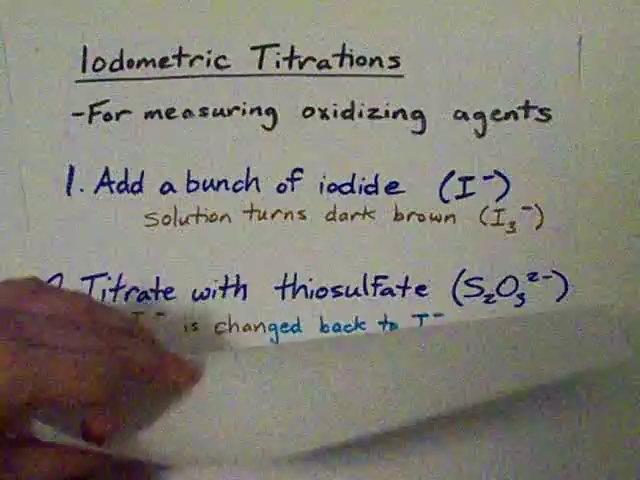 Iodometric Titrations
-For measuring oxidizing agents
1. Add a bunch of iodide (I⁻)
solution turns dark brown (I₃⁻)
Titrate with thiosulfate (S₂O₃²⁻)
is changed back to I⁻